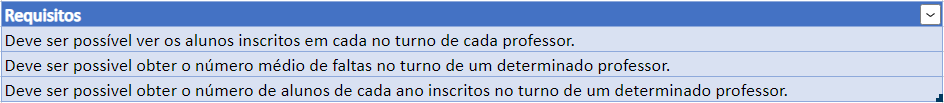 Requisitos
Deve ser possível ver os alunos inscritos em cada no turno de cada professor.
Deve ser possivel obter o número médio de faltas no turno de um determinado professor.
Deve ser possivel obter o número de alunos de cada ano inscritos no turno de um determinado professor.